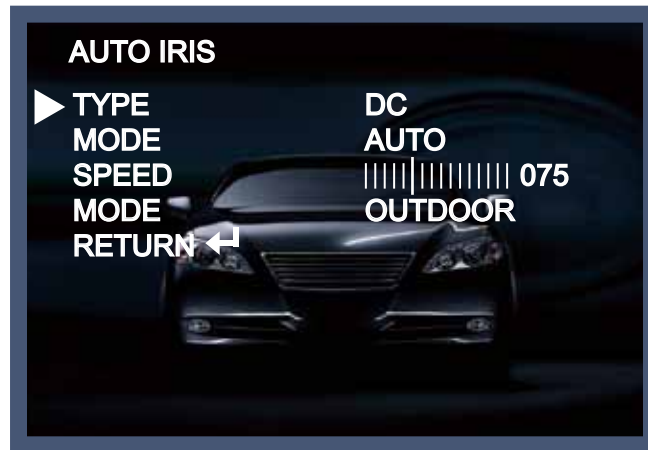 AUTO IRIS
TYPE DC
MODE AUTO
SPEED 075
MODE OUTDOOR
RETURN